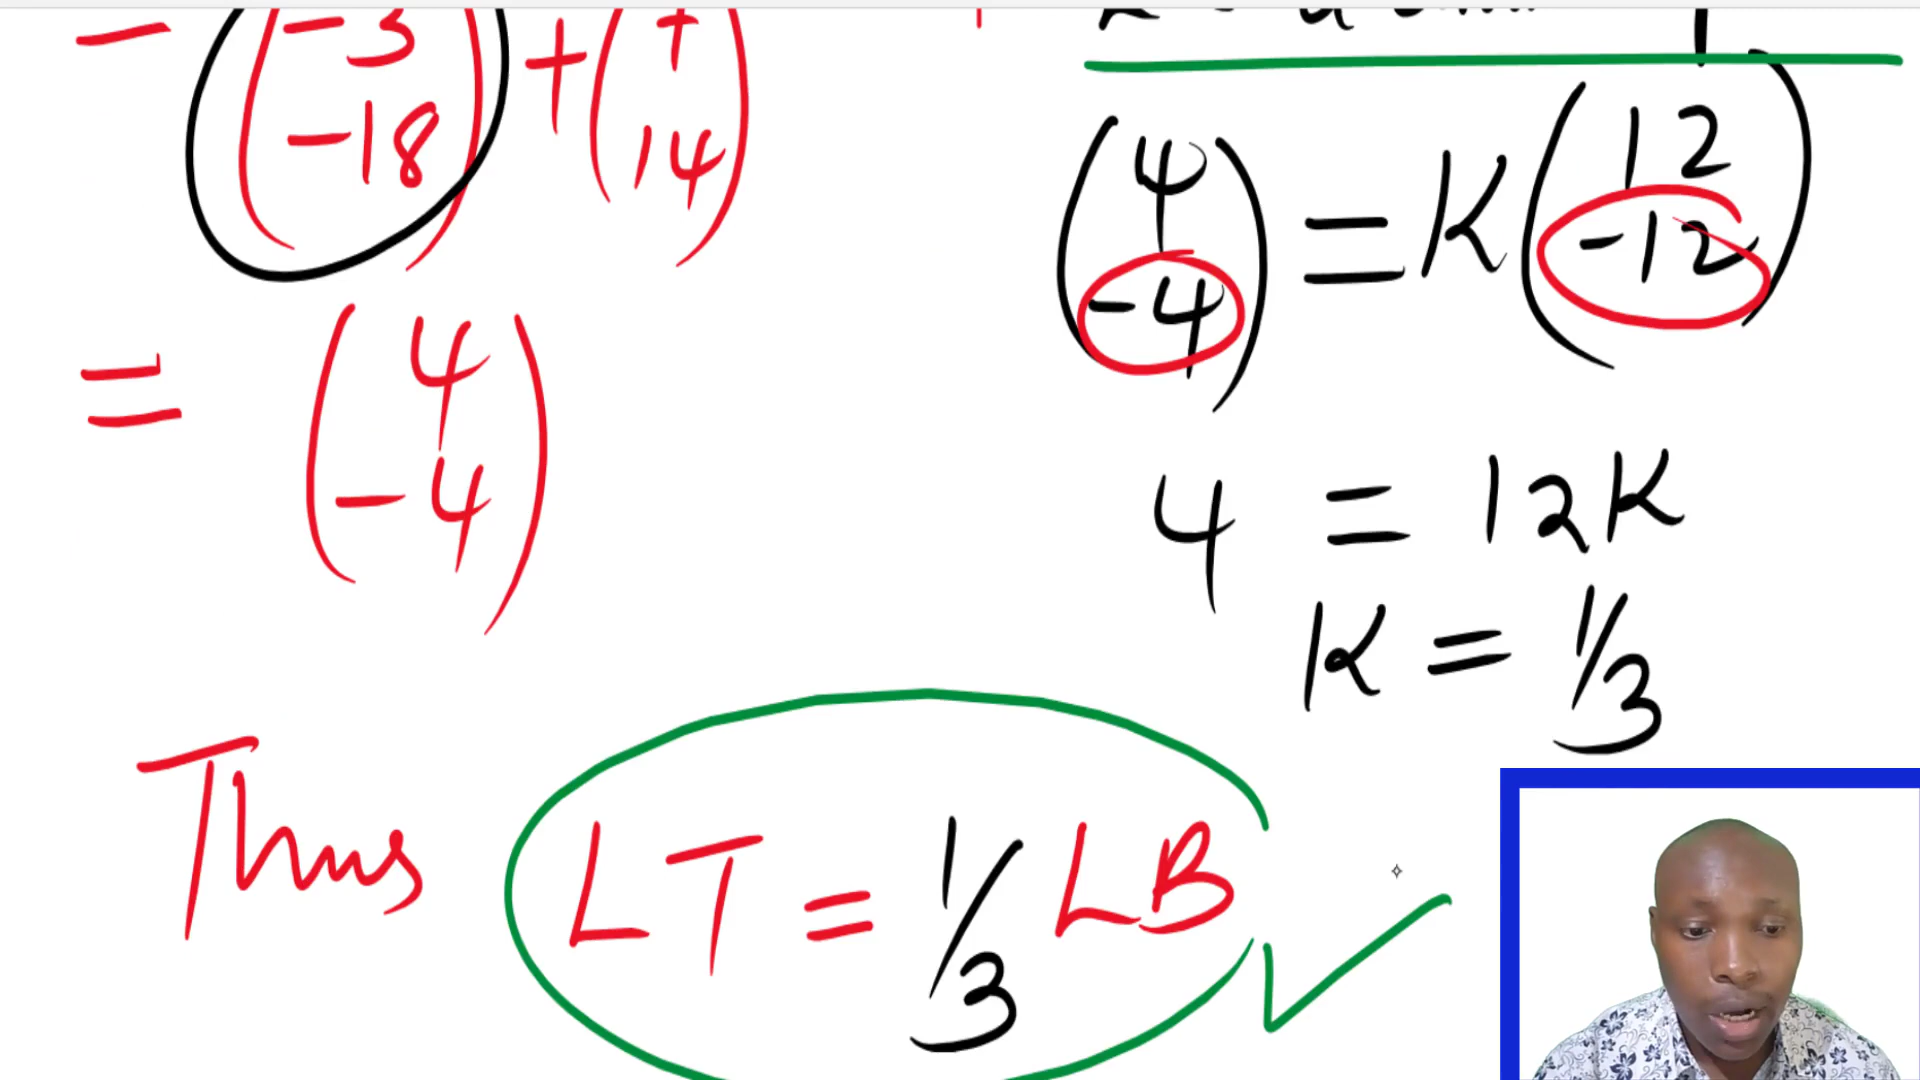 - (-3 -18) + (7 14)
= (4 -4)
(4 -4) = K (12 -12)
4 = 12K
K = 1/3
Thus LT = 1/3 LB